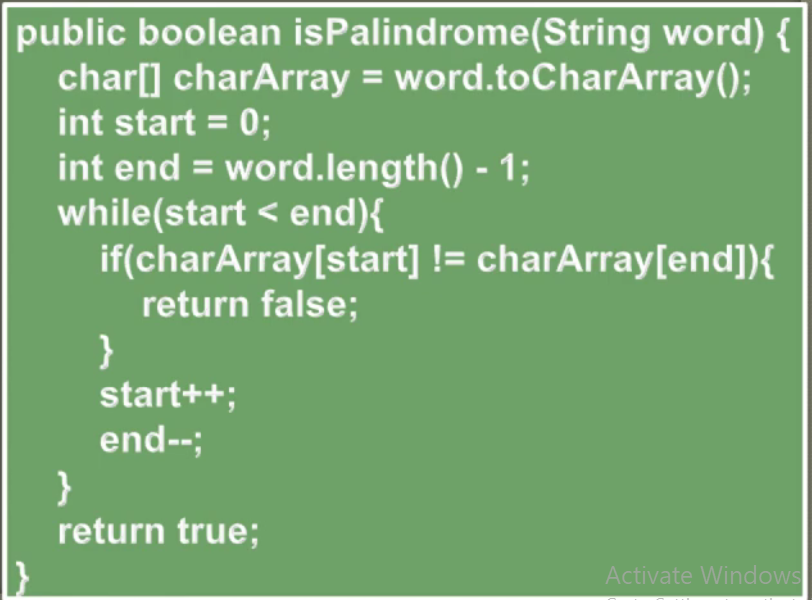 public boolean isPalindrome(String word) {
char[] charArray = word.toCharArray();
int start = 0;
int end = word.length() - 1;
while(start < end){
if(charArray[start] != charArray[end]){
return false;
}
start++;
end--;
}
return true;
}
Activate Windows